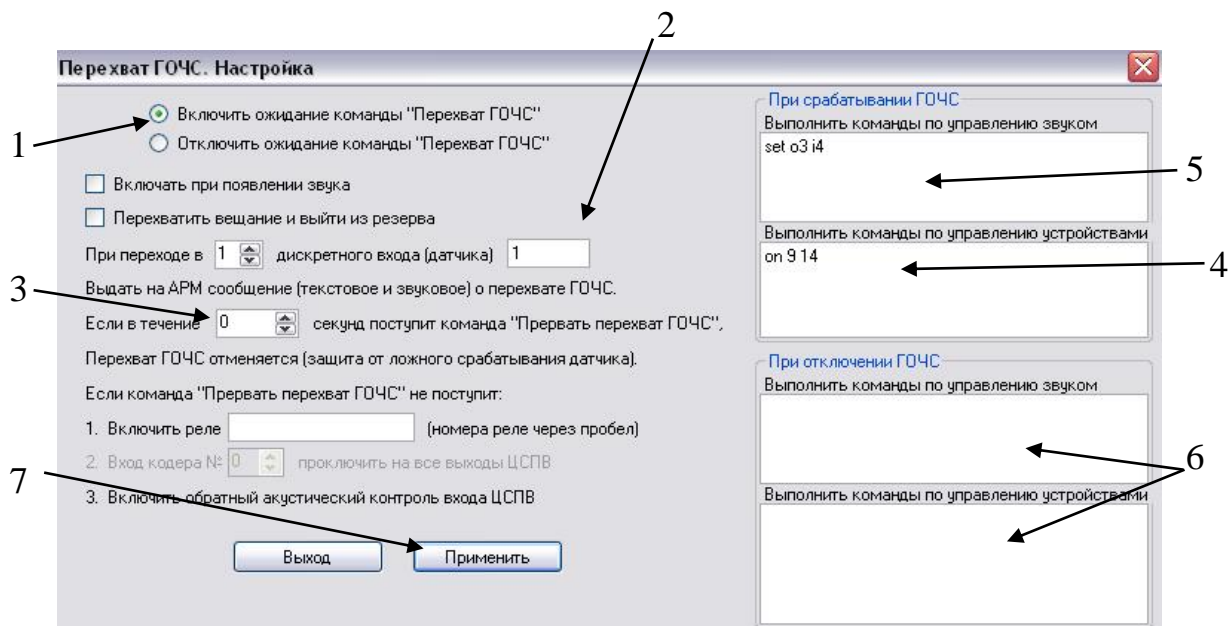 2
Перехват ГОЧС. Настройка
1
Включить ожидание команды "Перехват ГОЧС"
Отключить ожидание команды "Перехват ГОЧС"
Включать при появлении звука
Перехватить вещание и выйти из резерва
При переходе в 1 дискретного входа (датчика) 1
Выдать на АРМ сообщение (текстовое и звуковое) о перехвате ГОЧС.
3
Если в течение 0 секунд поступит команда "Прервать перехват ГОЧС",
Перехват ГОЧС отменяется (защита от ложного срабатывания датчика).
Если команда "Прервать перехват ГОЧС" не поступит:
1. Включить реле (номера реле через пробел)
2. Вход кодера № 0 проключить на все выходы ЦСПВ
7
3. Включить обратный акустический контроль входа ЦСПВ
Выход Применить
При срабатывании ГОЧС
Выполнить команды по управлению звуком
set o3 i4
5
Выполнить команды по управлению устройствами
on 9 14
4
При отключении ГОЧС
Выполнить команды по управлению звуком
6
Выполнить команды по управлению устройствами